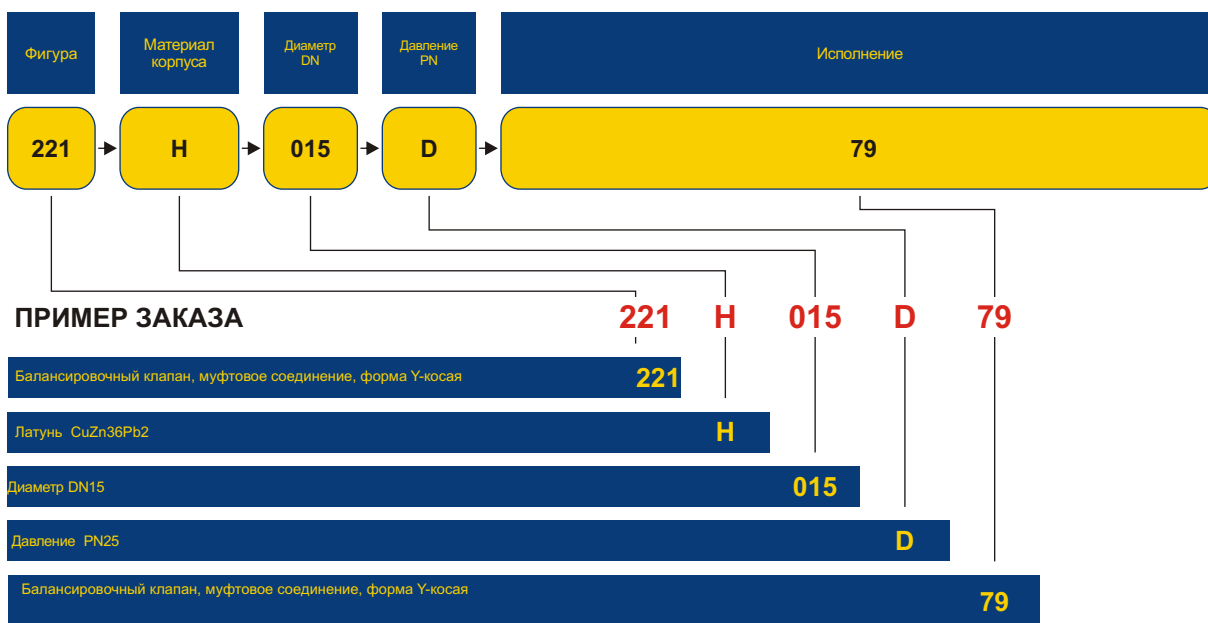 Фигура
Материал
корпуса
Диаметр
DN
Давление
PN
Исполнение
221
H
015
D
79
ПРИМЕР ЗАКАЗА
221 H 015 D 79
Балансировочный клапан, муфтовое соединение, форма Y-косая 221
Латунь CuZn36Pb2 H
Диаметр DN15 015
Давление PN25 D
Балансировочный клапан, муфтовое соединение, форма Y-косая 79